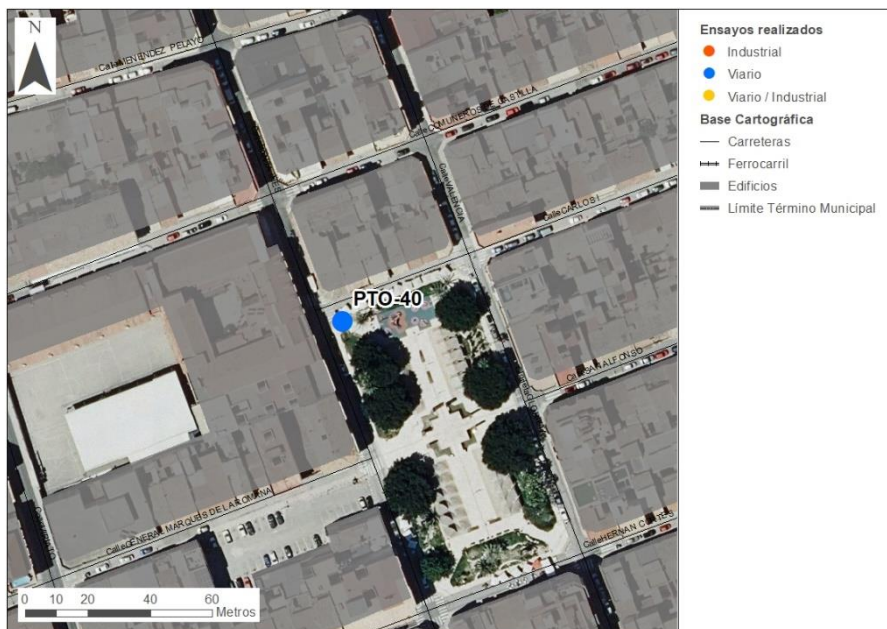 N
Calle MENÉNDEZ PELAYO
Calle COMUNEROS DE CASTILLA
Calle VALENCIA
Calle CARLOS I
PTO-40
Calle SAN ALFONSO
Calle GENERAL MARQUES DE LA ROMANA
Calle HERNAN CORTES
0 10 20 40 60
Metros
Ensayos realizados
Industrial
Viario
Viario / Industrial
Base Cartográfica
Carreteras
Ferrocarril
Edificios
Límite Término Municipal